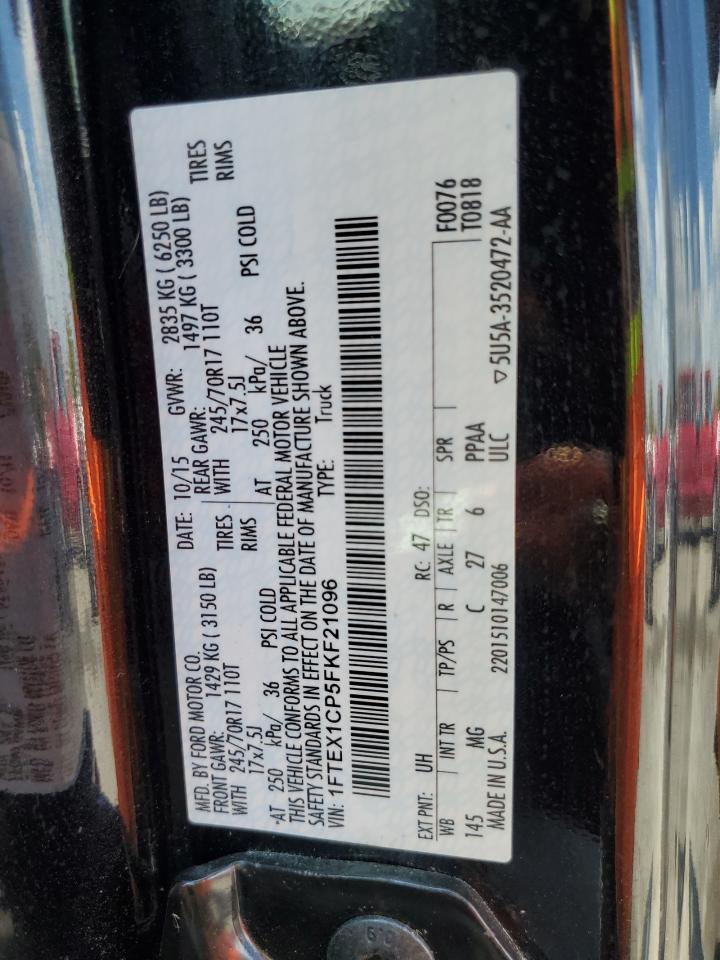 MFD. BY FORD MOTOR CO.
DATE: 10/15 GVWR: 2835 KG ( 6250 LB)
FRONT GAWR: 1429 KG ( 3150 LB) REAR GAWR: 1497 KG ( 3300 LB)
WITH 245/70R17 110T TIRES WITH 245/70R17 110T TIRES
17x7.5J RIMS 17x7.5J RIMS
AT 250 kPa/ 36 PSI COLD AT 250 kPa/ 36 PSI COLD
THIS VEHICLE CONFORMS TO ALL APPLICABLE FEDERAL MOTOR VEHICLE
SAFETY STANDARDS IN EFFECT ON THE DATE OF MANUFACTURE SHOWN ABOVE.
VIN: 1FTEX1CP5FKF21096 TYPE: Truck
EXT PNT: UH RC: 47 DSO: F0076
WB INT TR TP/PS R AXLE TR SPR T0818
145 MG C 27 6 PPAA
MADE IN U.S.A. 2201510147006 ULC ▽ 5U5A-3520472-AA